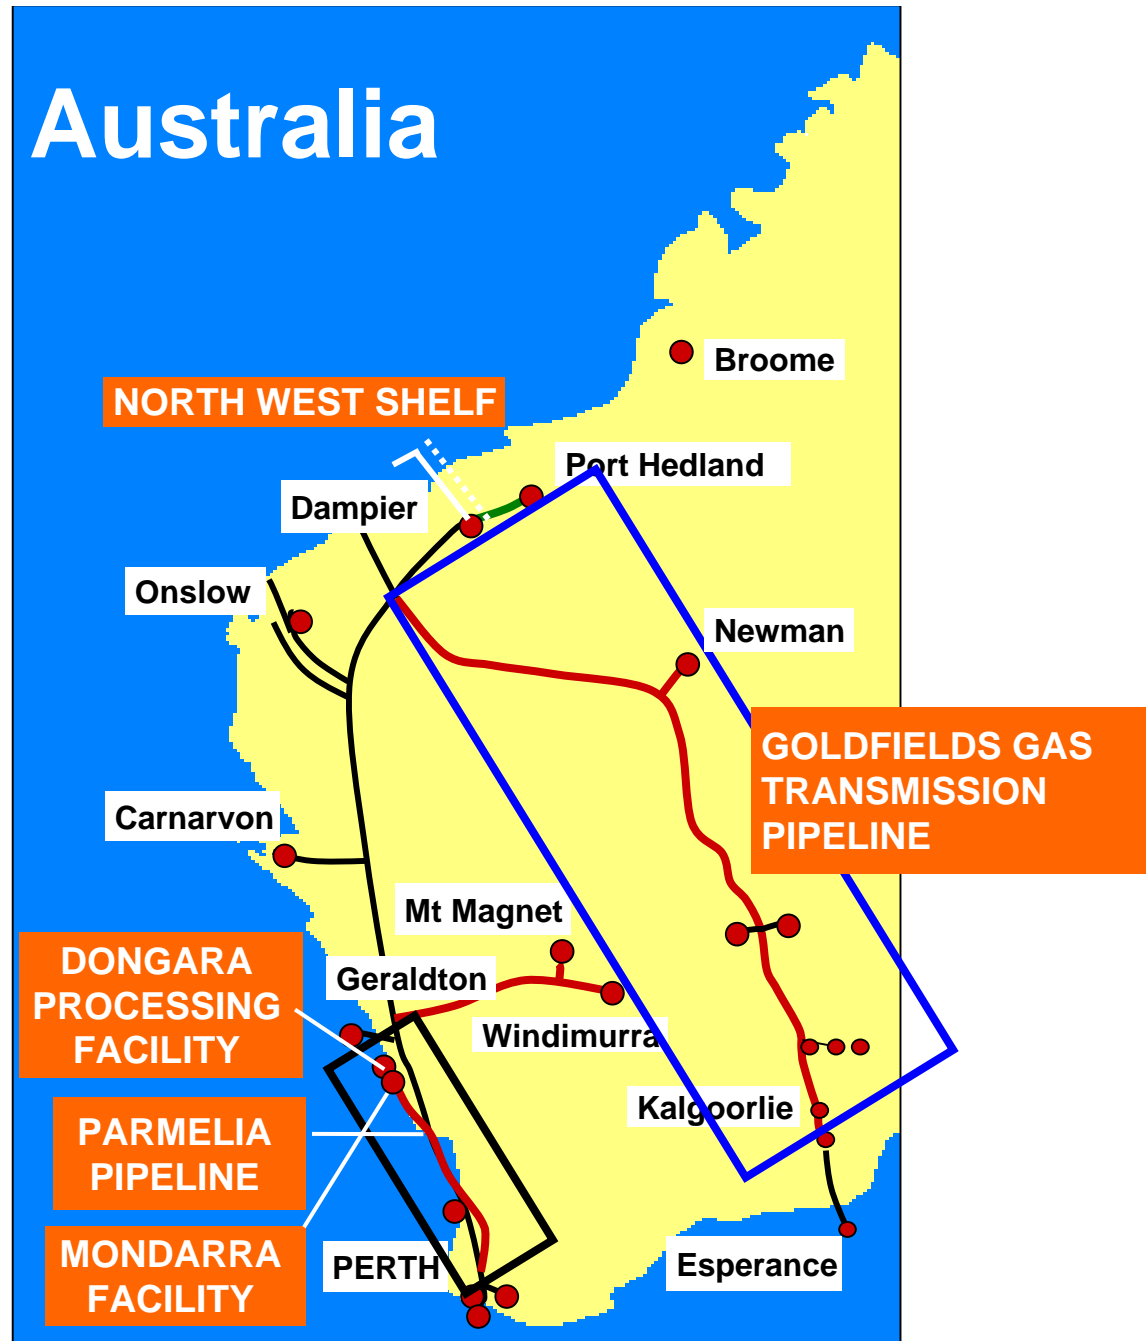 Australia
Broome
NORTH WEST SHELF
Port Hedland
Dampier
Onslow
Newman
GOLDFIELDS GAS
TRANSMISSION
PIPELINE
Carnarvon
Mt Magnet
DONGARA
PROCESSING
FACILITY
Geraldton
Windimurra
Kalgoorlie
PARMELIA
PIPELINE
MONDARRA
FACILITY
PERTH
Esperance